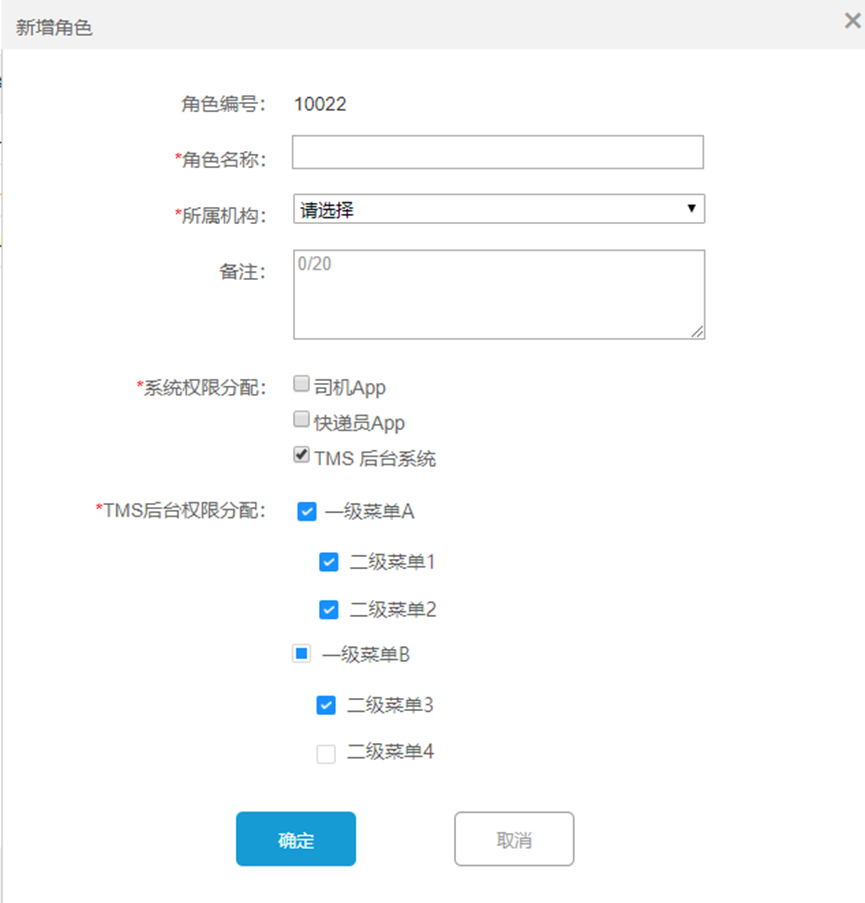 新增角色
角色编号： 10022
*角色名称：
*所属机构： 请选择
备注： 0/20
*系统权限分配： 司机App
快递员App
TMS 后台系统
*TMS后台权限分配： 一级菜单A
二级菜单1
二级菜单2
一级菜单B
二级菜单3
二级菜单4
确定 取消